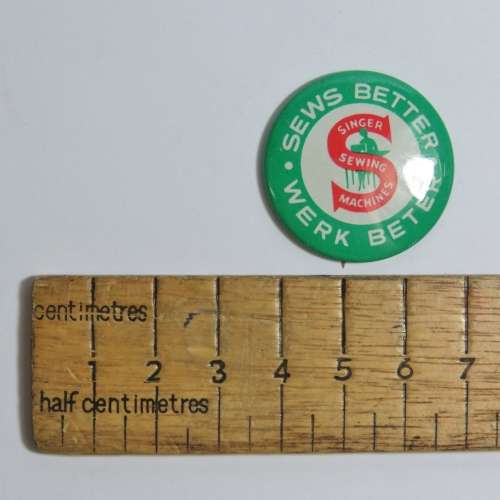 SEWS BETTER
SINGER
SEWING
MACHINES
S
• WERK BETER •
centimetres
1 2 3 4 5 6 7
half centimetres